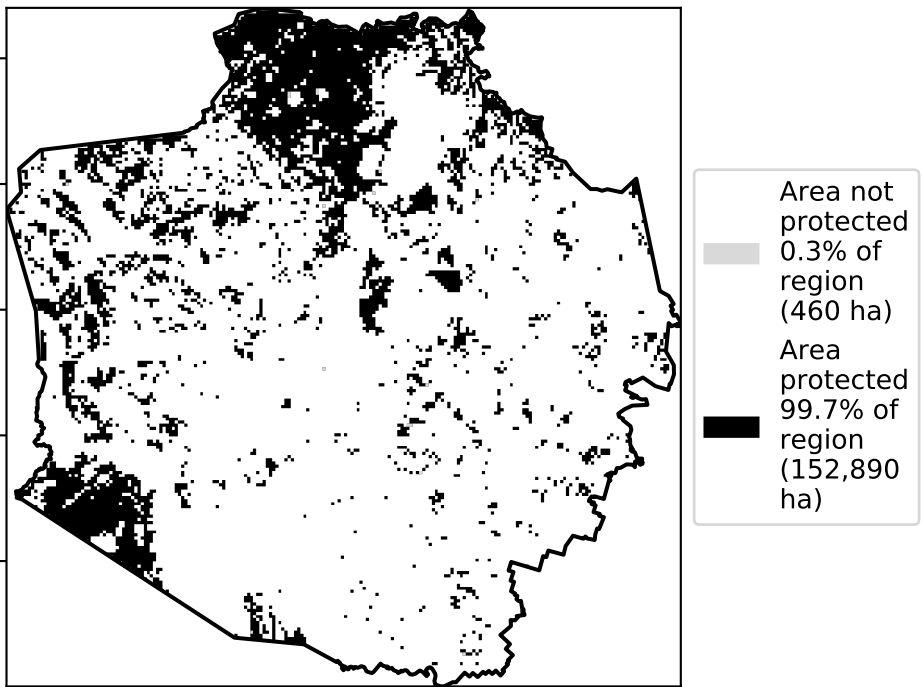 Area not
protected
0.3% of
region
(460 ha)
Area
protected
99.7% of
region
(152,890
ha)